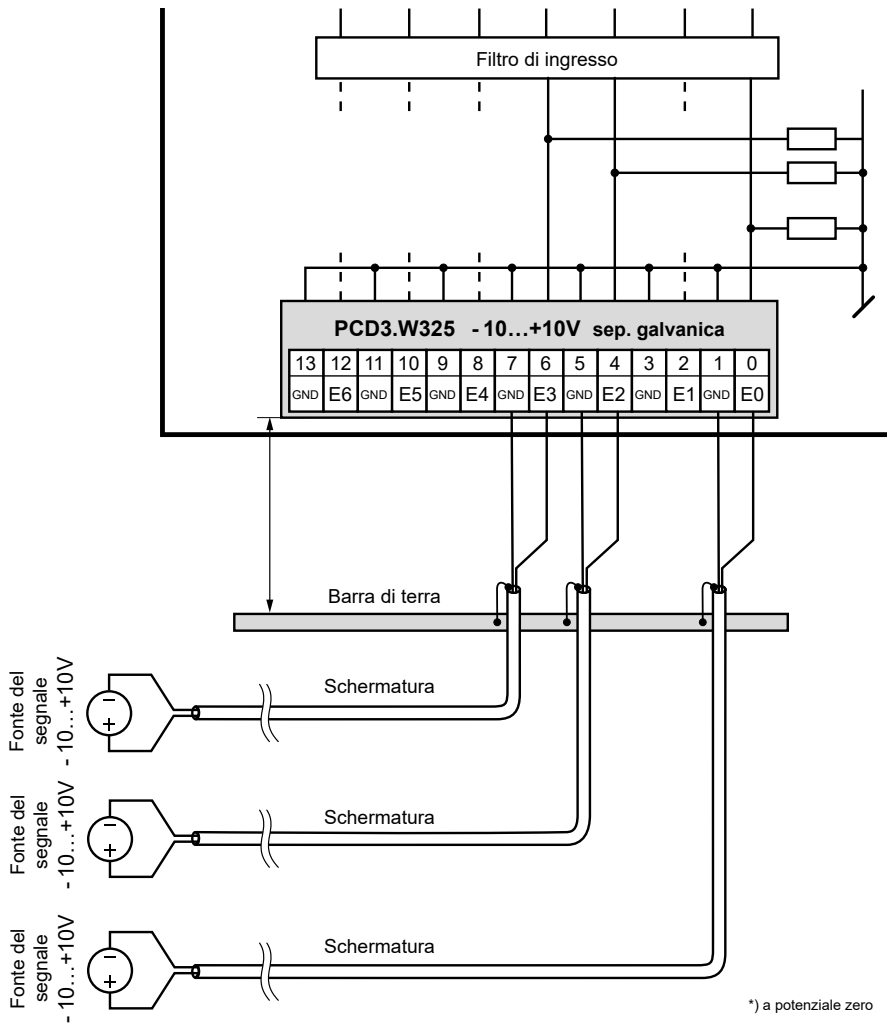 Filtro di ingresso
PCD3.W325 - 10…+10V sep. galvanica
13 12 11 10 9 8 7 6 5 4 3 2 1 0
GND E6 GND E5 GND E4 GND E3 GND E2 GND E1 GND E0
Barra di terra
Fonte del
segnale
- 10…+10V
Schermatura
Fonte del
segnale
- 10…+10V
Schermatura
Fonte del
segnale
- 10…+10V
Schermatura
*) a potenziale zero